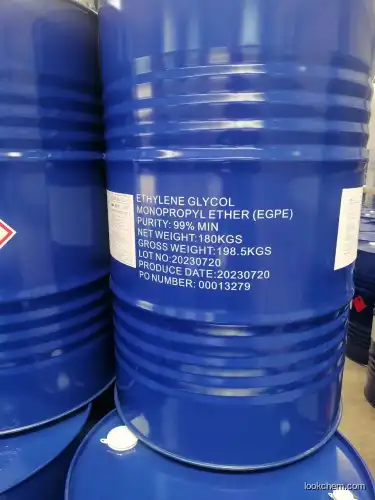 ETHYLENE GLYCOL
MONOPROPYL ETHER (EGPE)
PURITY: 99% MIN
NET WEIGHT:180KGS
GROSS WEIGHT:198.5KGS
LOT NO:20230720
PRODUCE DATE:20230720
PO NUMBER: 00013279
lookchem.com